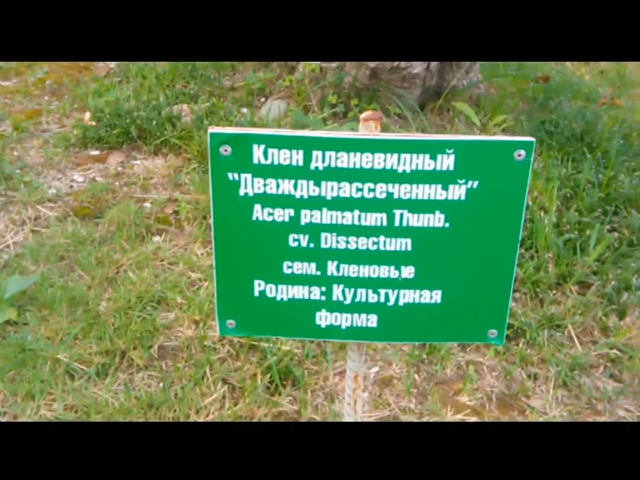 Клен дланевидный
"Дваждырассеченный"
Acer palmatum Thunb.
cv. Dissectum
сем. Кленовые
Родина: Культурная
форма